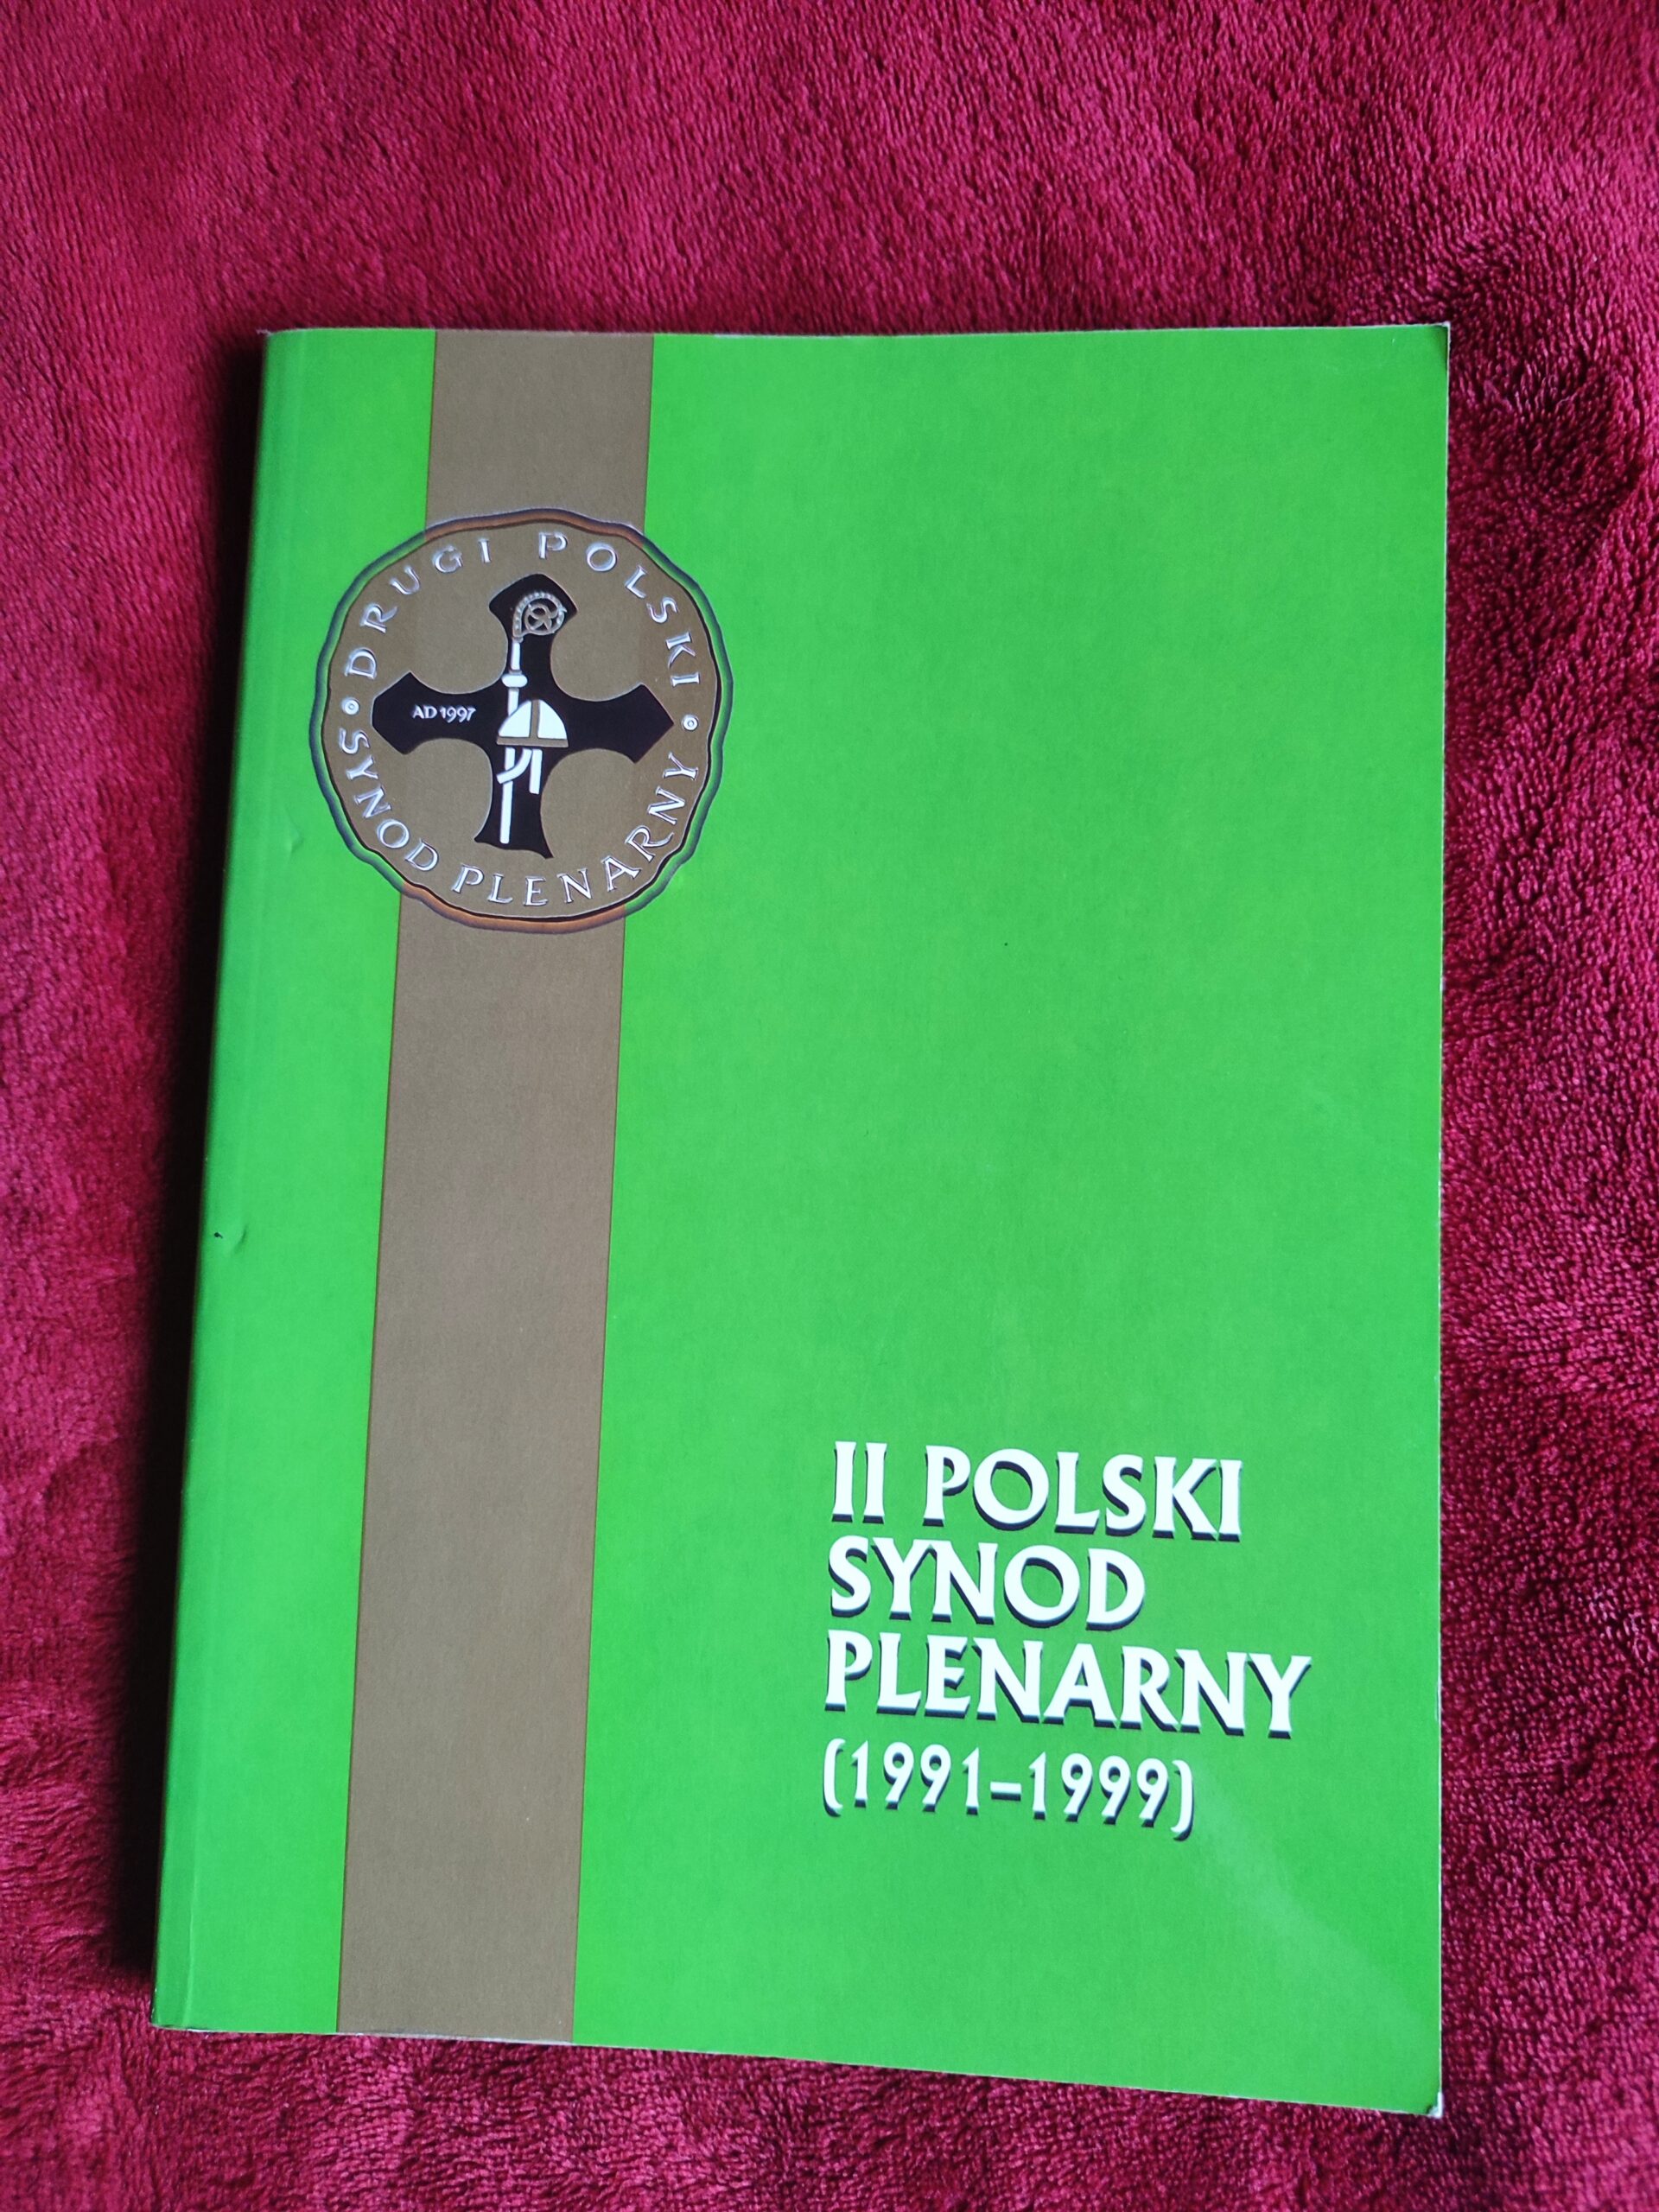 DRUGI POLSKI
SYNOD PLENARNY
AD 1997
II POLSKI
SYNOD
PLENARNY
(1991–1999)